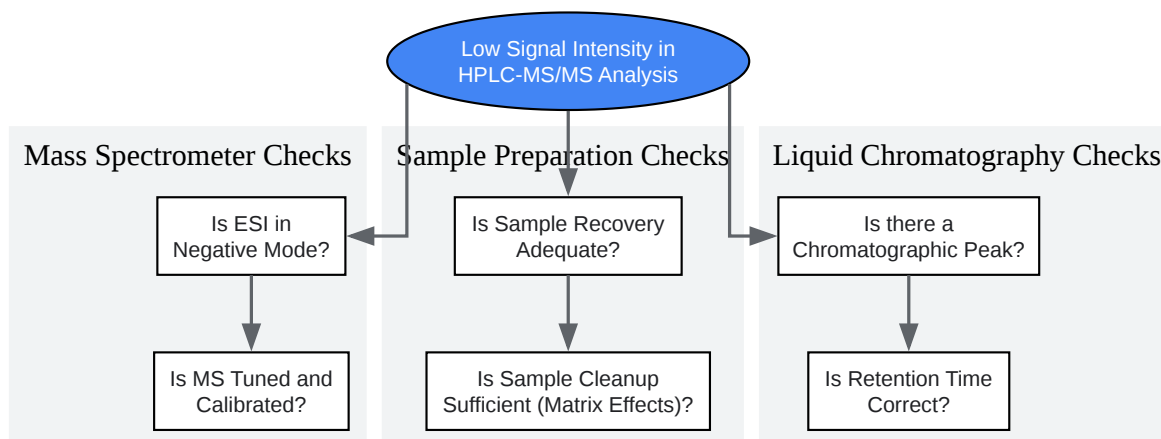 Low Signal Intensity in
HPLC-MS/MS Analysis
Mass Spectrometer Checks
Is ESI in
Negative Mode?
Is MS Tuned and
Calibrated?
Sample Preparation Checks
Is Sample Recovery
Adequate?
Is Sample Cleanup
Sufficient (Matrix Effects)?
Liquid Chromatography Checks
Is there a
Chromatographic Peak?
Is Retention Time
Correct?